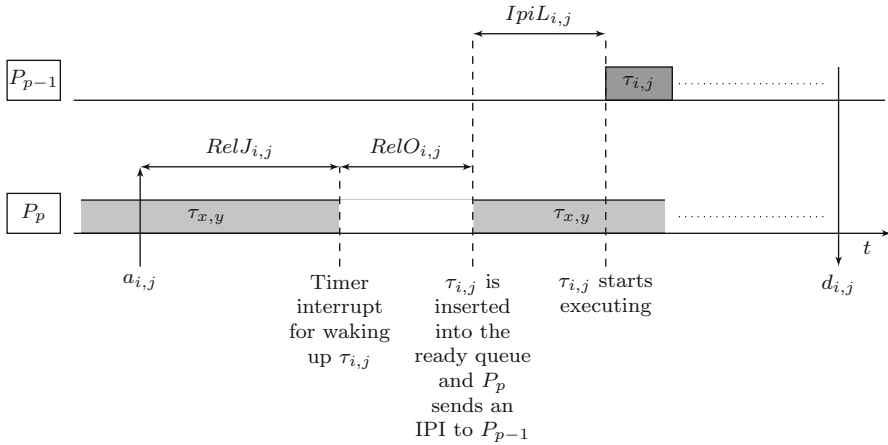 IpiL_{i,j}
P_{p−1}
τ_{i,j}
RelJ_{i,j}
RelO_{i,j}
P_p
τ_{x,y}
τ_{x,y}
t
a_{i,j}
Timer
interrupt
for waking
up τ_{i,j}
τ_{i,j} is
inserted
into the
ready queue
and P_p
sends an
IPI to P_{p−1}
τ_{i,j} starts
executing
d_{i,j}